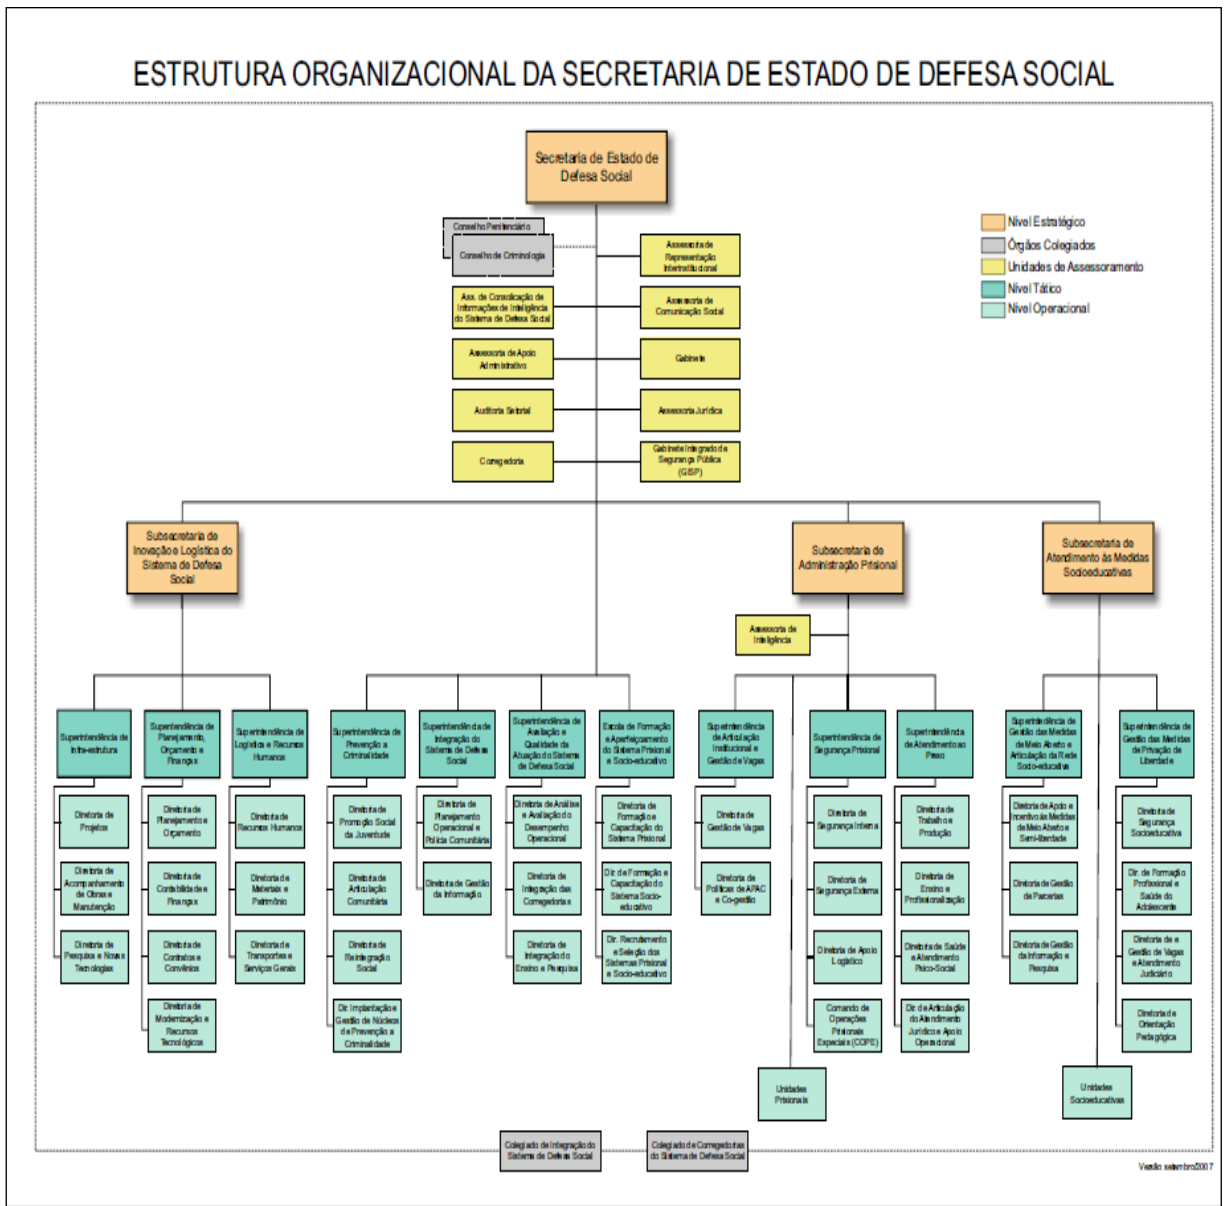 ESTRUTURA ORGANIZACIONAL DA SECRETARIA DE ESTADO DE DEFESA SOCIAL
Secretaria de Estado de
Defesa Social
Nível Estratégico
Órgãos Colegiados
Unidades de Assessoramento
Nível Tático
Nível Operacional
Conselho Penitenciário
Conselho de Criminologia
Assessoria de
Representação
Interinstitucional
Ass. de Consolicação de
Informações de Inteligência
do Sistema de Defesa Social
Assessoria de
Comunicação Social
Assessoria de Apoio
Administrativo
Gabinete
Auditoria Setorial
Assessoria Jurídica
Corregedoria
Gabinete Integrado de
Segurança Pública
(GISP)
Subsecretaria de
Inovação e Logística do
Sistema de Defesa
Social
Subsecretaria de
Administração Prisional
Subsecretaria de
Atendimento às Medidas
Socioeducativas
Assessoria de
Inteligência
Superintendência de
Infra-estrutura
Superintendência de
Planejamento,
Orçamento e
Finanças
Superintendência de
Logística e Recursos
Humanos
Superintendência de
Prevenção a
Criminalidade
Superintendência de
Integração do
Sistema de Defesa
Social
Superintendência de
Avaliação e
Qualidade da
Atuação do Sistema
de Defesa Social
Escola de Formação
e Aperfeiçoamento
do Sistema Prisional
e Socio-educativo
Superintendência
de Articulação
Institucional e
Gestão de Vagas
Superintendência de
Segurança Prisional
Superintendência
de Atendimento ao
Preso
Superintendência de
Gestão das Medidas
de Meio Aberto e
Articulação da Rede
Socio-educativa
Superintendência de
Gestão das Medidas
de Privação de
Liberdade
Diretoria de
Projetos
Diretoria de
Acompanhamento
de Obras e
Manutenção
Diretoria de
Pesquisa e Novas
Tecnologias
Diretoria de
Planejamento e
Orçamento
Diretoria de
Contabilidade e
Finanças
Diretoria de
Contratos e
Convênios
Diretoria de
Modernização e
Recursos
Tecnológicos
Diretoria de
Recursos Humanos
Diretoria de
Materiais e
Patrimônio
Diretoria de
Transportes e
Serviços Gerais
Diretoria de
Promoção Social
da Juventude
Diretoria de
Articulação
Comunitária
Diretoria de
Reintegração
Social
Dir. Implantação e
Gestão de Núcleos
de Prevenção a
Criminalidade
Diretoria de
Planejamento
Operacional e
Polícia Comunitária
Diretoria de Gestão
da Informação
Diretoria de Análise
e Avaliação do
Desempenho
Operacional
Diretoria de
Integração das
Corregedorias
Diretoria de
Integração do
Ensino e Pesquisa
Diretoria de
Formação e
Capacitação do
Sistema Prisional
Dir. de Formação e
Capacitação do
Sistema Socio-
educativo
Dir. Recrutamento
e Seleção dos
Sistemas Prisional
e Socio-educativo
Diretoria de
Gestão de Vagas
Diretoria de
Políticas de APAC
e Co-gestão
Diretoria de
Segurança Interna
Diretoria de
Segurança Externa
Diretoria de Apoio
Logístico
Comando de
Operações
Prisionais
Especiais (COPE)
Diretoria de
Trabalho e
Produção
Diretoria de
Ensino e
Profissionalização
Diretoria de Saúde
e Atendimento
Psico-Social
Dir. de Articulação
do Atendimento
Jurídico e Apoio
Operacional
Diretoria de Apoio e
Incentivo às Medidas
de Meio Aberto e
Semi-liberdade
Diretoria de Gestão
de Parcerias
Diretoria de Gestão
da Informação e
Pesquisa
Diretoria de
Segurança
Socioeducativa
Dir. de Formação
Profissional e
Saúde do
Adolescente
Diretoria de e
Gestão de Vagas
e Atendimento
Judiciário
Diretoria de
Orientação
Pedagógica
Unidades
Prisionais
Unidades
Socioeducativas
Colegiado de Integração do
Sistema de Defesa Social
Colegiado de Corregedorias
do Sistema de Defesa Social
Versão setembro/2007